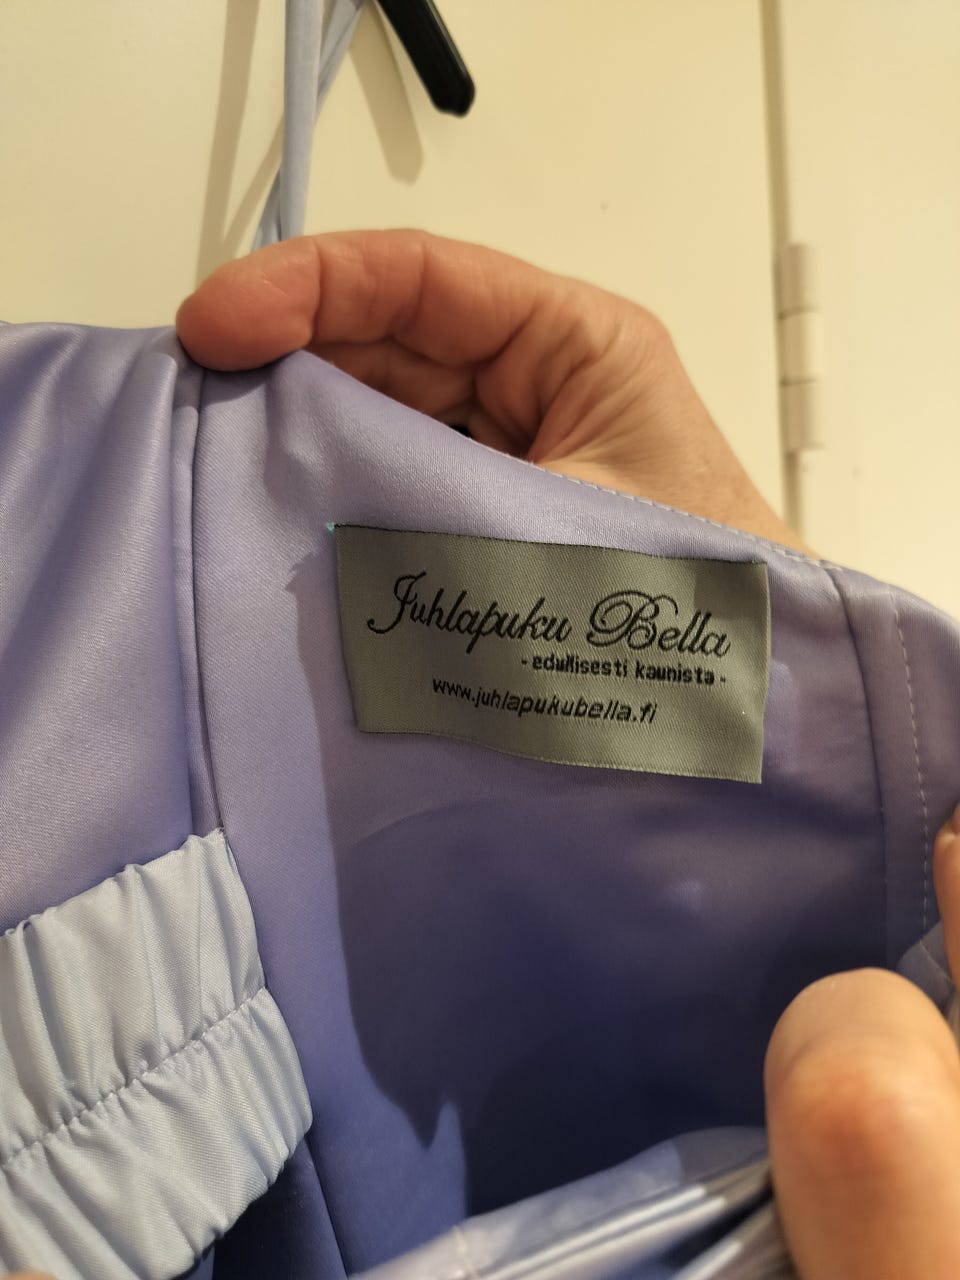 Juhlapuku Bella
- edullisesti kaunista -
www.juhlapukubella.fi